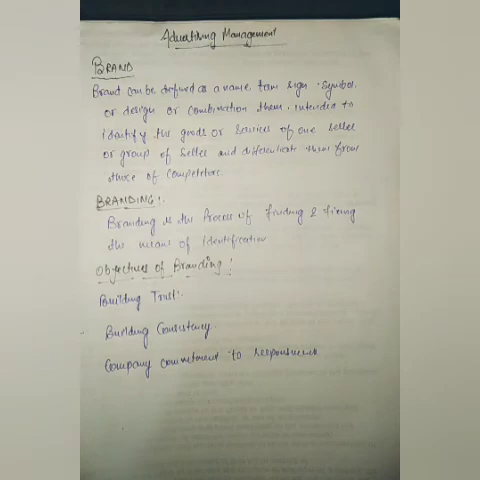 Advertising Management
BRAND
Brand can be defined as a name term sign symbol.
or design or combination them. intended to
identify the goods or services of one seller
or group of seller and differentiate them from
those of competitors.
BRANDING:-
Branding is the Process of finding & fixing
the means of identification
Objectives of Branding:
Building Trust:
Building Consistency
Company commitment to